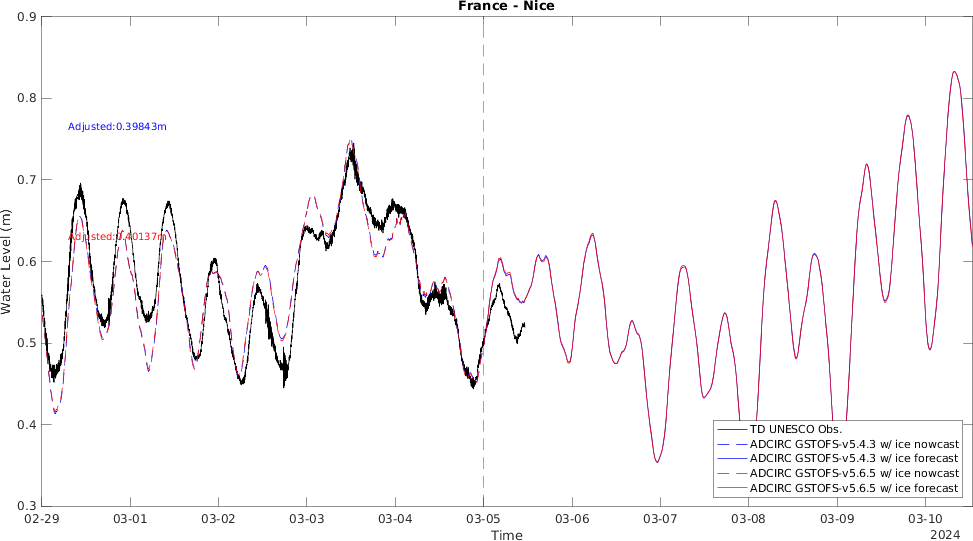 France - Nice
0.9
0.8
0.7
0.6
0.5
0.4
0.3
Water Level (m)
Adjusted:0.39843m
Adjusted:0.40137m
TD UNESCO Obs.
ADCIRC GSTOFS-v5.4.3 w/ ice nowcast
ADCIRC GSTOFS-v5.4.3 w/ ice forecast
ADCIRC GSTOFS-v5.6.5 w/ ice nowcast
ADCIRC GSTOFS-v5.6.5 w/ ice forecast
02-29 03-01 03-02 03-03 03-04 03-05 03-06 03-07 03-08 03-09 03-10
Time
2024